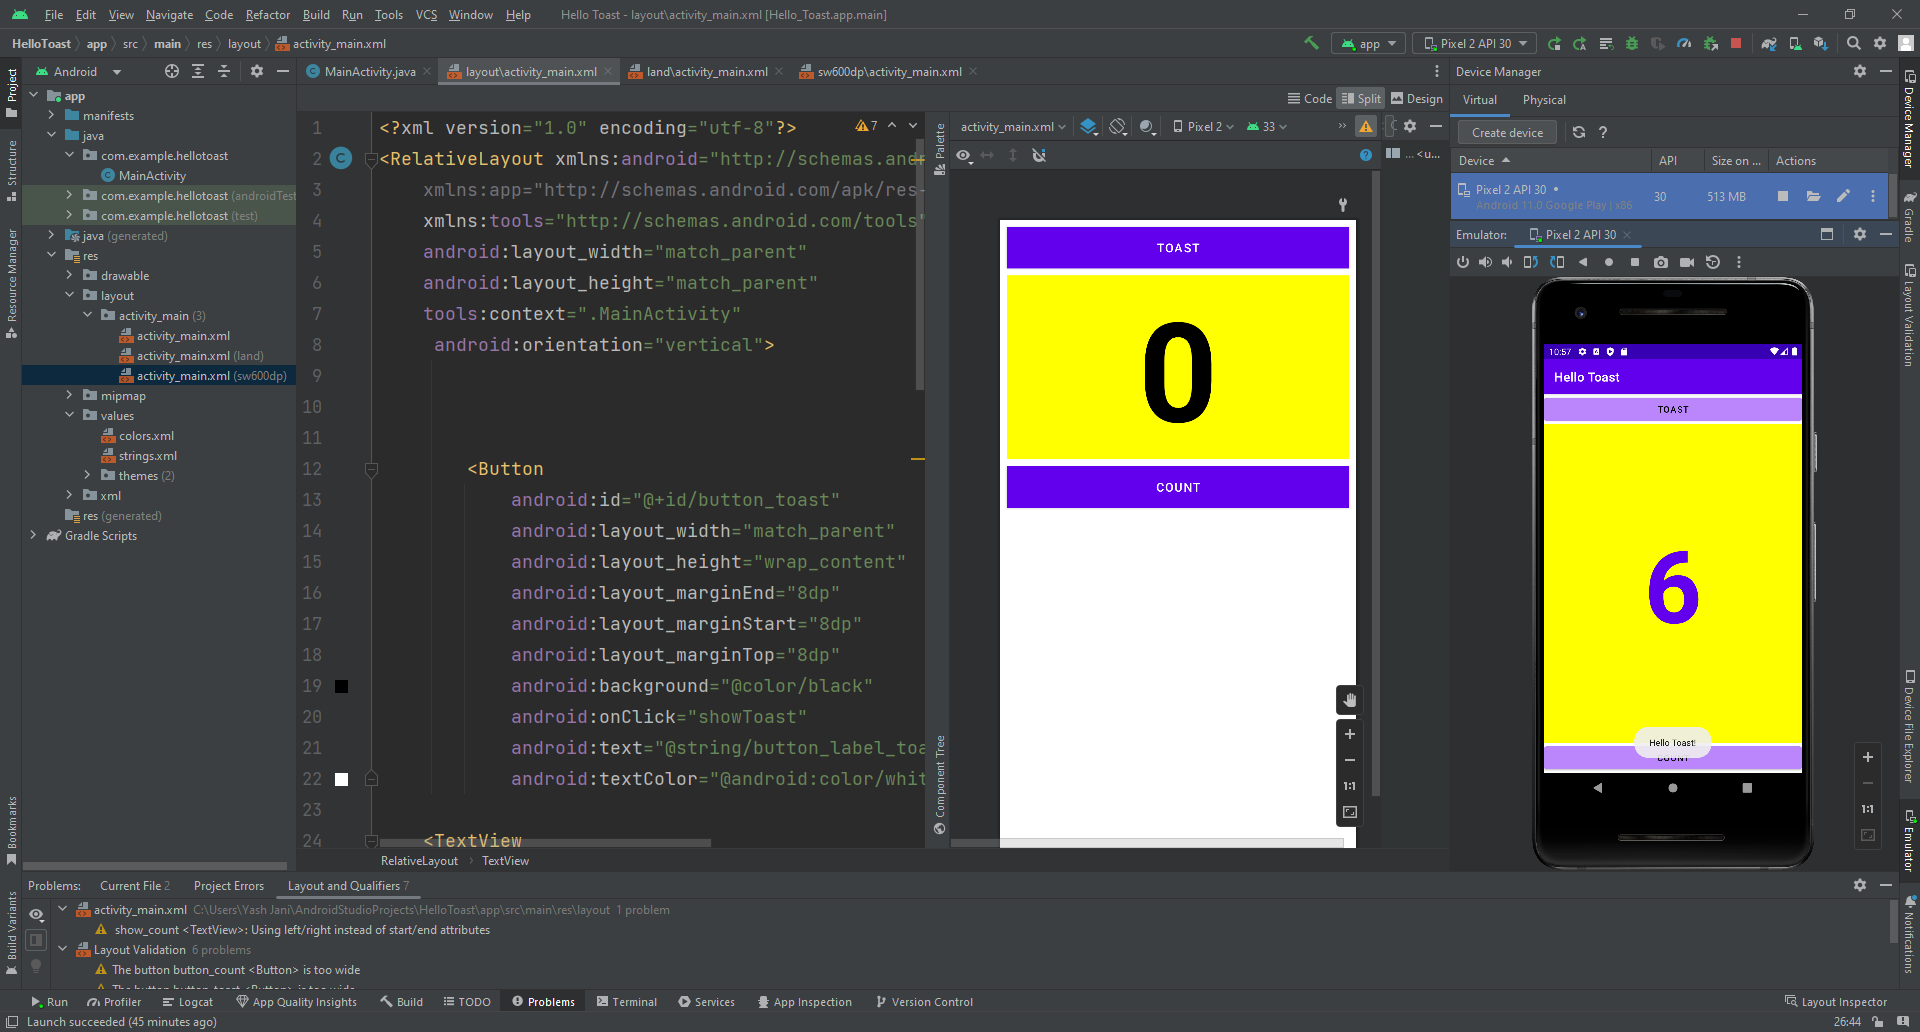 File Edit View Navigate Code Refactor Build Run Tools VCS Window Help Hello Toast - layout\activity_main.xml [Hello_Toast.app.main]
HelloToast app src main res layout activity_main.xml
app Pixel 2 API 30
Project
Android
MainActivity.java layout\activity_main.xml land\activity_main.xml sw600dp\activity_main.xml
Device Manager
app
manifests
java
com.example.hellotoast
MainActivity
com.example.hellotoast (androidTest
com.example.hellotoast (test)
java (generated)
res
drawable
layout
activity_main (3)
activity_main.xml
activity_main.xml (land)
activity_main.xml (sw600dp)
mipmap
values
colors.xml
strings.xml
themes (2)
xml
res (generated)
Gradle Scripts
Structure
Resource Manager
Bookmarks
Build Variants
Code Split Design
1 <?xml version="1.0" encoding="utf-8"?>
7
2 <RelativeLayout xmlns:android="http://schemas.and
3 xmlns:app="http://schemas.android.com/apk/res-
4 xmlns:tools="http://schemas.android.com/tools"
5 android:layout_width="match_parent"
6 android:layout_height="match_parent"
7 tools:context=".MainActivity"
8 android:orientation="vertical">
9
10
11
12 <Button
13 android:id="@+id/button_toast"
14 android:layout_width="match_parent"
15 android:layout_height="wrap_content"
16 android:layout_marginEnd="8dp"
17 android:layout_marginStart="8dp"
18 android:layout_marginTop="8dp"
19 android:background="@color/black"
20 android:onClick="showToast"
21 android:text="@string/button_label_toa
22 android:textColor="@android:color/whit
23
24 <TextView
RelativeLayout TextView
Palette
Component Tree
activity_main.xml Pixel 2 33
... <u...
TOAST
0
COUNT
1:1
Virtual Physical
Create device
?
Device API Size on ... Actions
Pixel 2 API 30
Android 11.0 Google Play | x86
30 513 MB
Emulator: Pixel 2 API 30
10:57
Hello Toast
TOAST
6
Hello Toast!
COUNT
1:1
Device Manager
Gradle
Layout Validation
Device File Explorer
Emulator
Notifications
Problems: Current File 2 Project Errors Layout and Qualifiers 7
activity_main.xml C:\Users\Yash Jani\AndroidStudioProjects\HelloToast\app\src\main\res\layout 1 problem
show_count <TextView>: Using left/right instead of start/end attributes
Layout Validation 6 problems
The button button_count <Button> is too wide
The button button_toast <Button> is too wide
Run Profiler Logcat App Quality Insights Build TODO Problems Terminal Services App Inspection Version Control Layout Inspector
Launch succeeded (45 minutes ago) 26:44